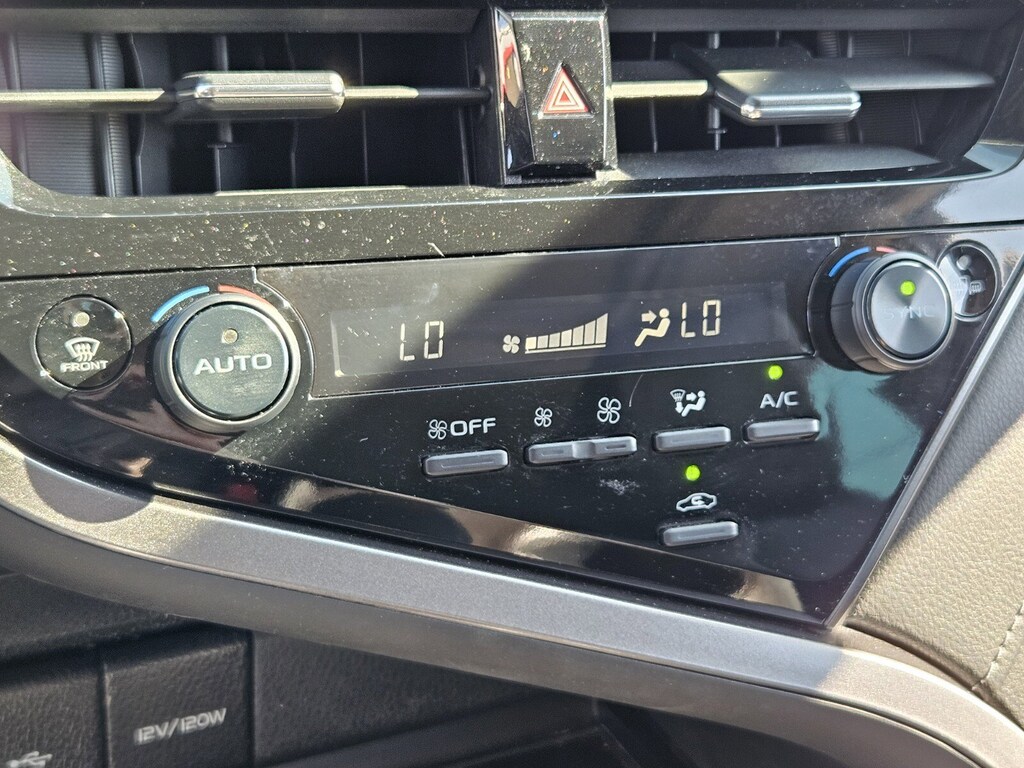 LO
LO
FRONT
AUTO
SYNC
OFF
A/C
12V/120W